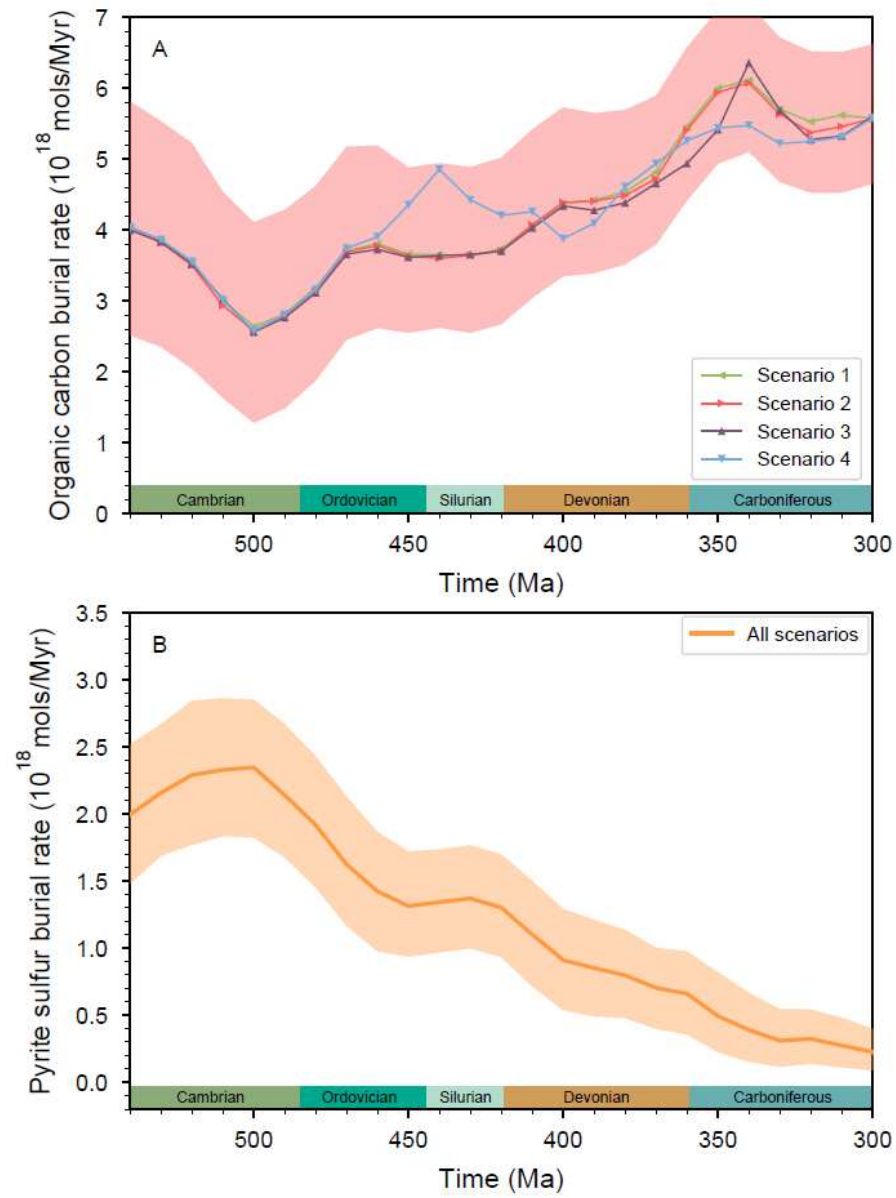 A
Organic carbon burial rate (10^18 mols/Myr)
7
6
5
4
3
2
1
0
Scenario 1
Scenario 2
Scenario 3
Scenario 4
Cambrian Ordovician Silurian Devonian Carboniferous
500 450 400 350 300
Time (Ma)
B
Pyrite sulfur burial rate (10^18 mols/Myr)
3.5
3.0
2.5
2.0
1.5
1.0
0.5
0.0
All scenarios
Cambrian Ordovician Silurian Devonian Carboniferous
500 450 400 350 300
Time (Ma)